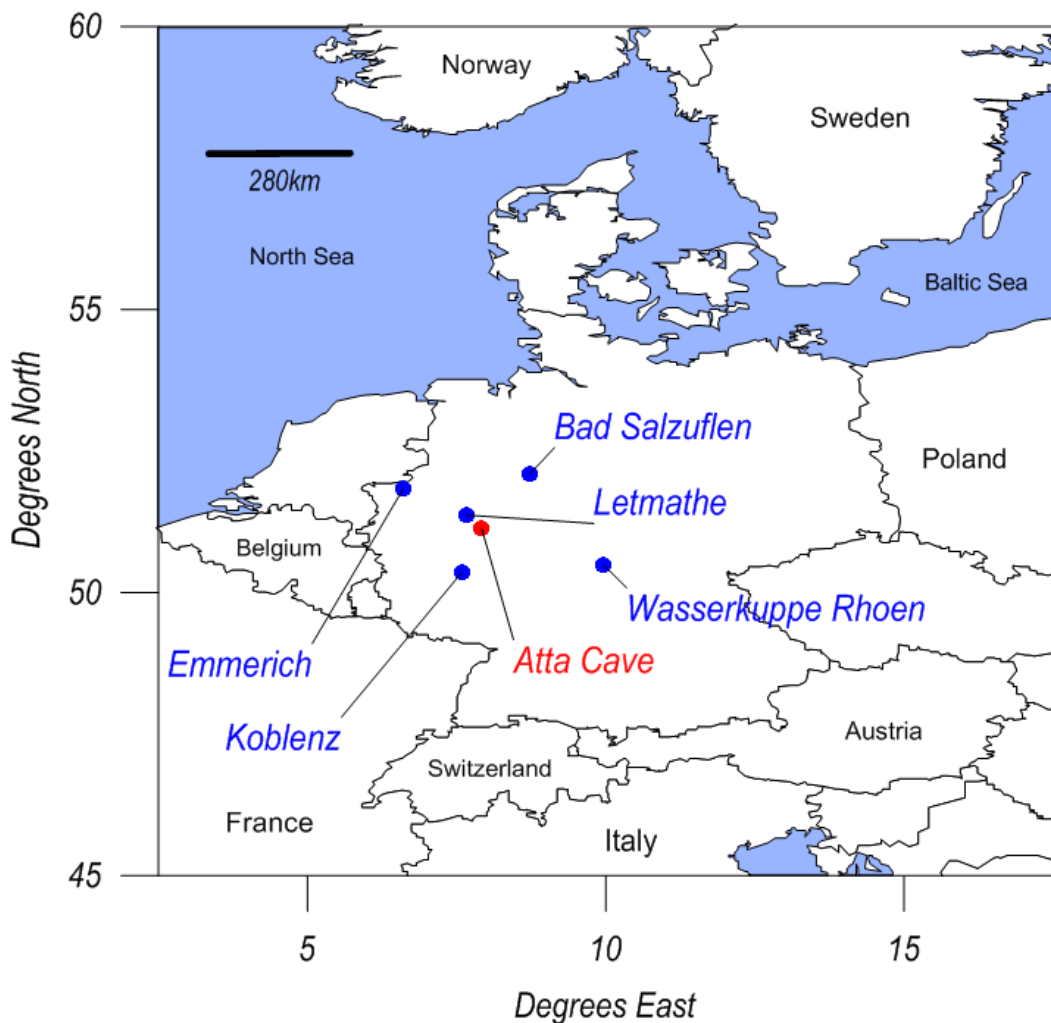 60
Norway
Sweden
280km
North Sea
Baltic Sea
55
Degrees North
Bad Salzuflen
Poland
Letmathe
Belgium
50
Wasserkuppe Rhoen
Emmerich
Atta Cave
Koblenz
Austria
Switzerland
France
Italy
45
5
10
15
Degrees East